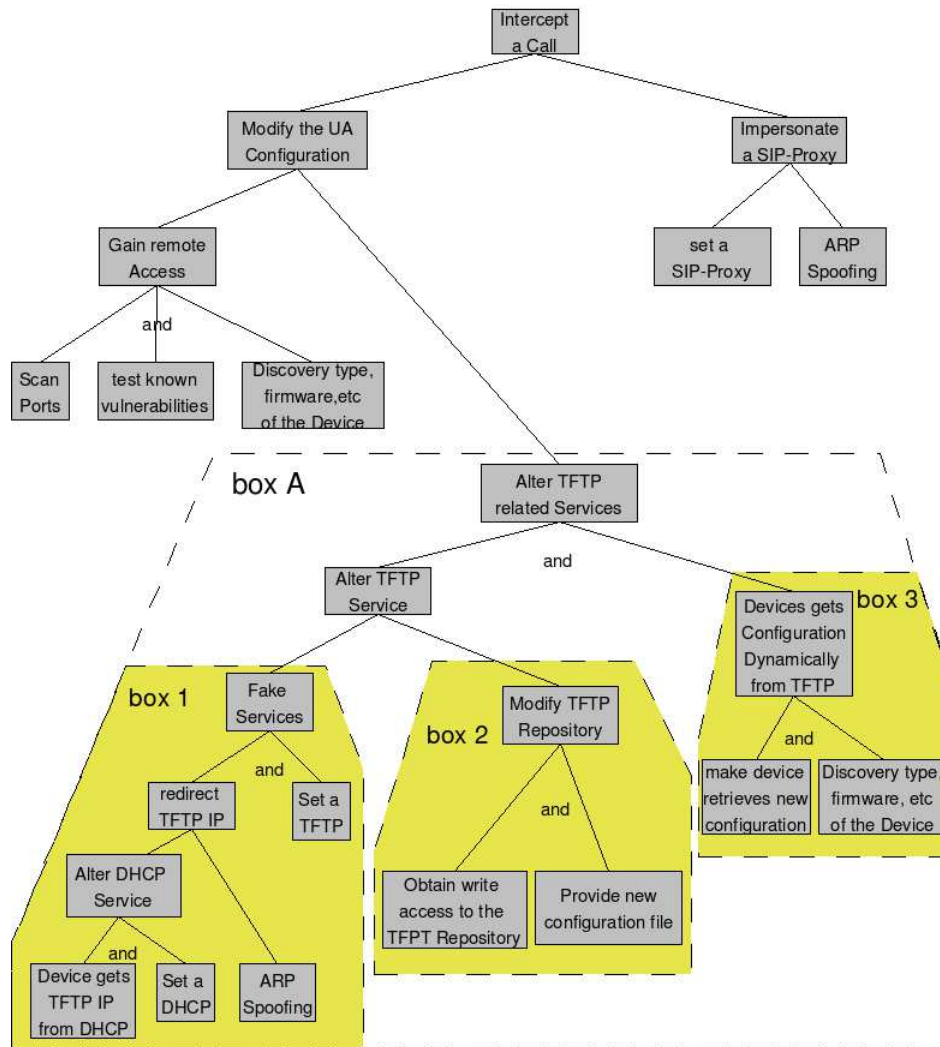 Intercept
a Call
Modify the UA
Configuration
Impersonate
a SIP-Proxy
Gain remote
Access
set a
SIP-Proxy
ARP
Spoofing
and
Scan
Ports
test known
vulnerabilities
Discovery type,
firmware,etc
of the Device
box A
Alter TFTP
related Services
and
Alter TFTP
Service
box 3
Devices gets
Configuration
Dynamically
from TFTP
and
make device
retrieves new
configuration
Discovery type,
firmware, etc
of the Device
box 1
Fake
Services
and
redirect
TFTP IP
Set a
TFTP
Alter DHCP
Service
and
Device gets
TFTP IP
from DHCP
Set a
DHCP
ARP
Spoofing
box 2
Modify TFTP
Repository
and
Obtain write
access to the
TFPT Repository
Provide new
configuration file